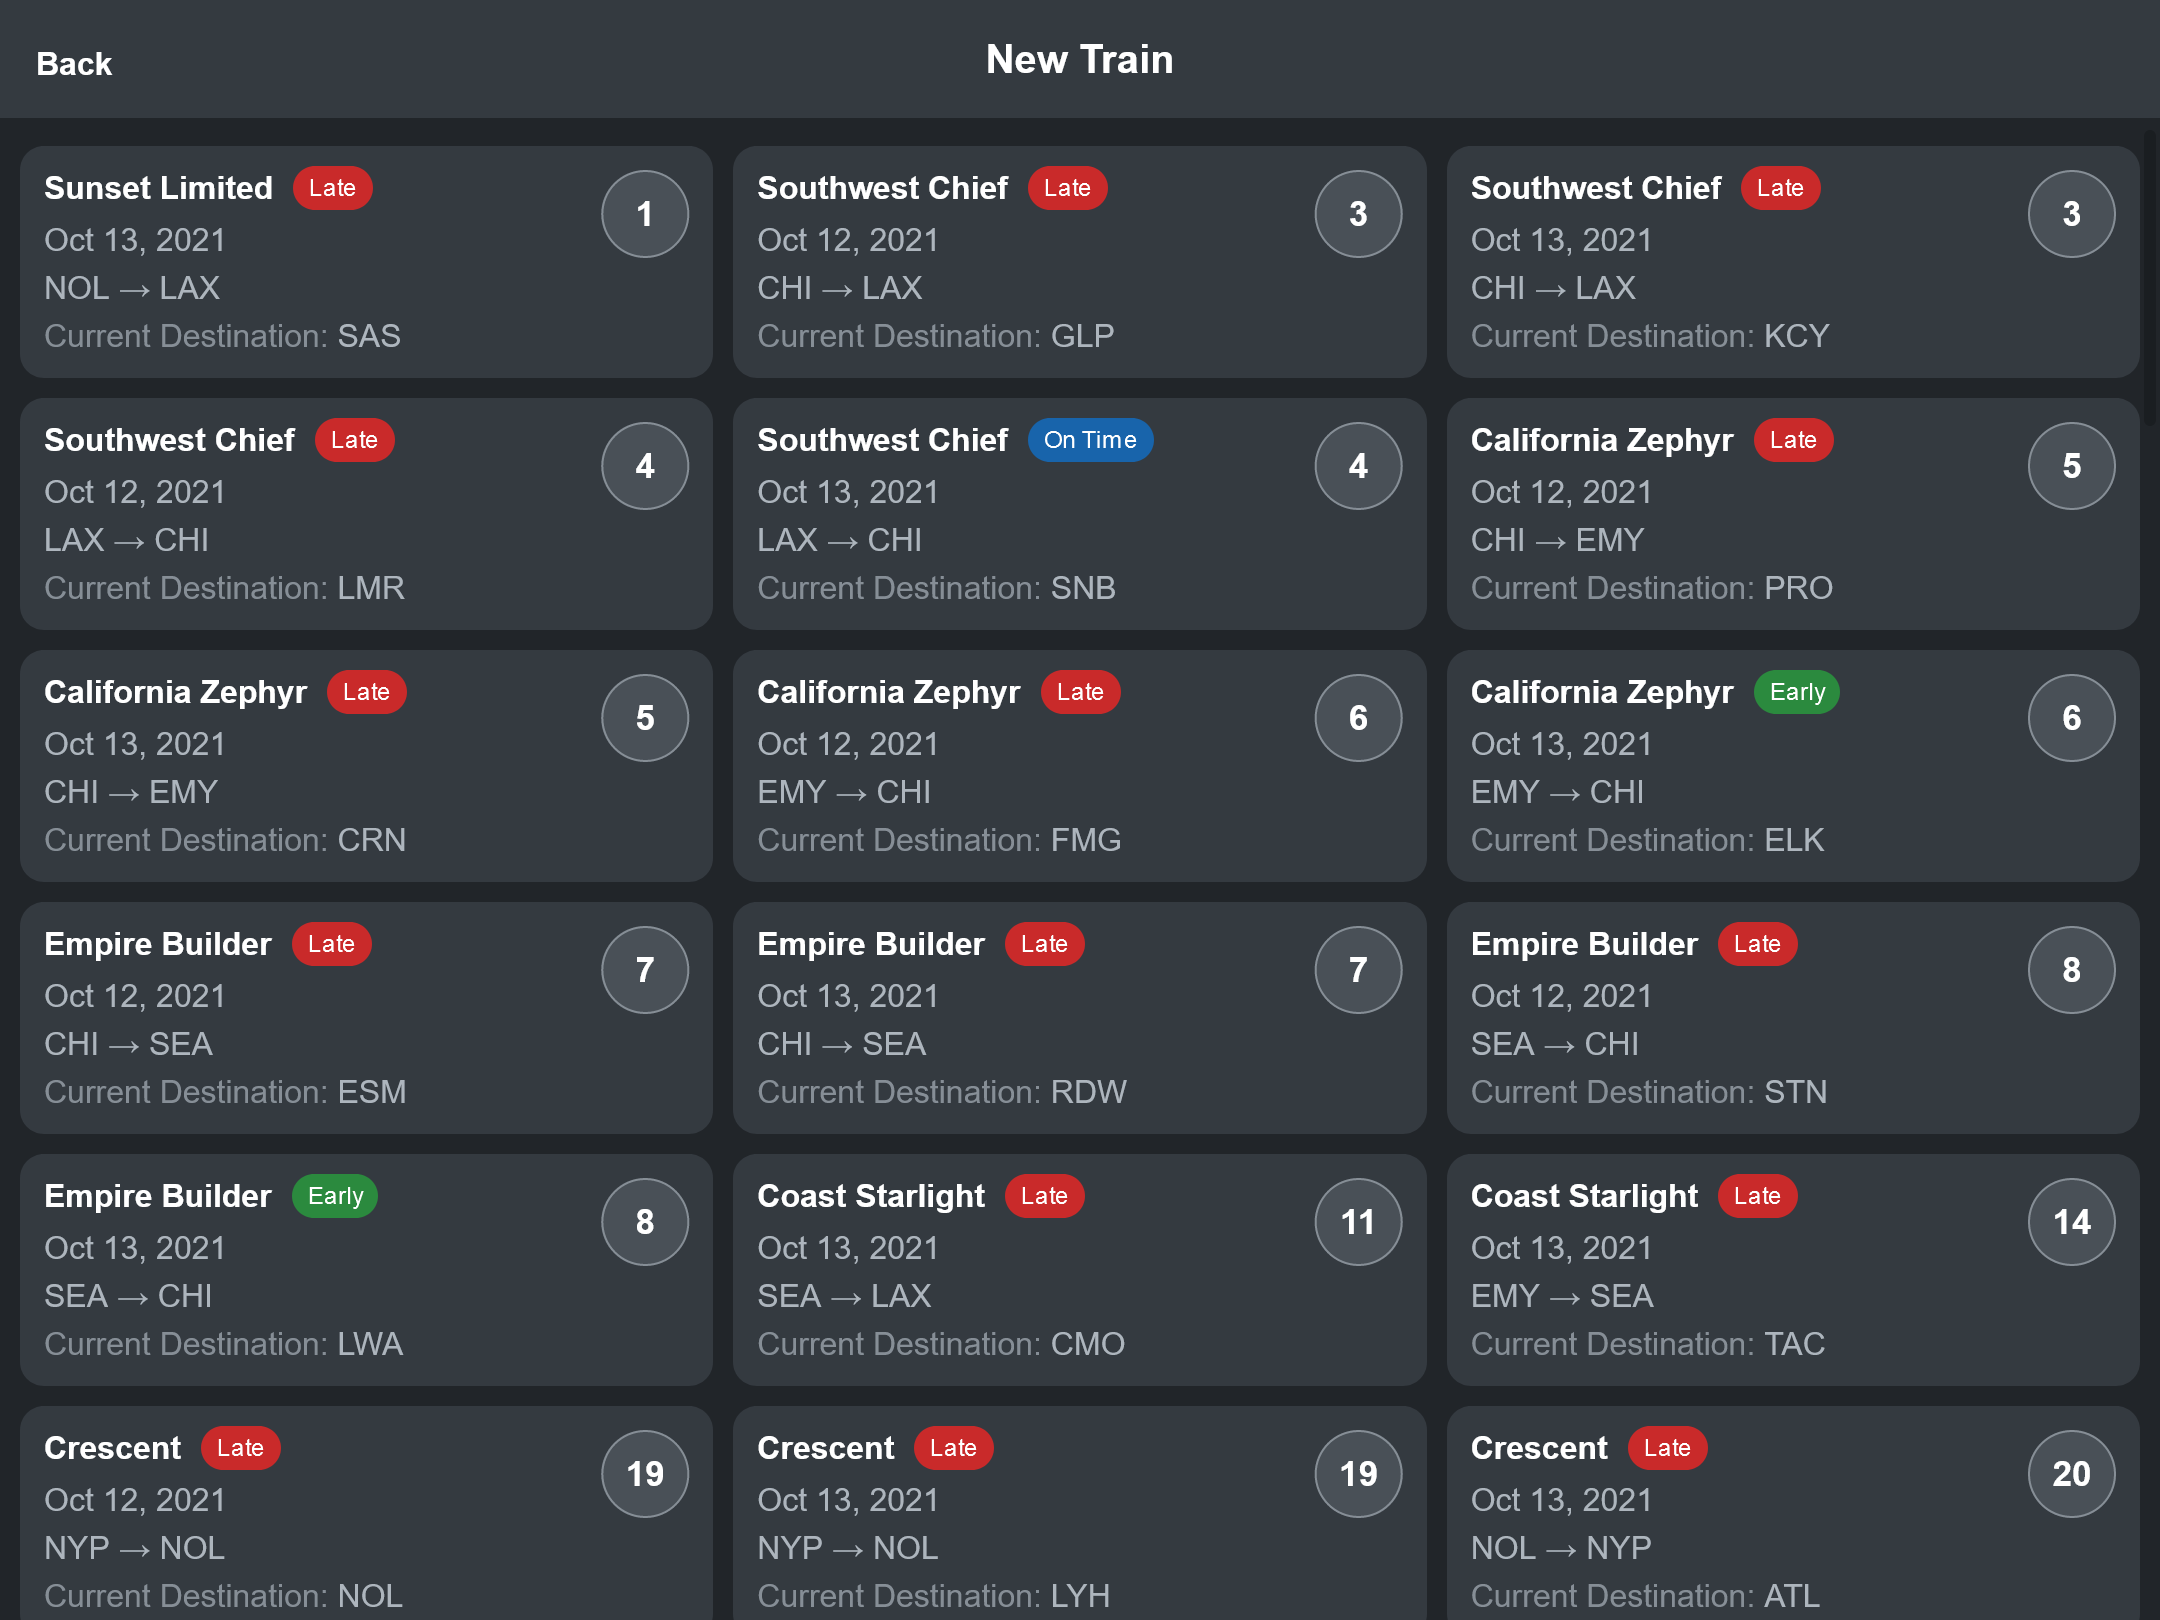 Back
New Train
Sunset Limited Late 1
Oct 13, 2021
NOL → LAX
Current Destination: SAS
Southwest Chief Late 3
Oct 12, 2021
CHI → LAX
Current Destination: GLP
Southwest Chief Late 3
Oct 13, 2021
CHI → LAX
Current Destination: KCY
Southwest Chief Late 4
Oct 12, 2021
LAX → CHI
Current Destination: LMR
Southwest Chief On Time 4
Oct 13, 2021
LAX → CHI
Current Destination: SNB
California Zephyr Late 5
Oct 12, 2021
CHI → EMY
Current Destination: PRO
California Zephyr Late 5
Oct 13, 2021
CHI → EMY
Current Destination: CRN
California Zephyr Late 6
Oct 12, 2021
EMY → CHI
Current Destination: FMG
California Zephyr Early 6
Oct 13, 2021
EMY → CHI
Current Destination: ELK
Empire Builder Late 7
Oct 12, 2021
CHI → SEA
Current Destination: ESM
Empire Builder Late 7
Oct 13, 2021
CHI → SEA
Current Destination: RDW
Empire Builder Late 8
Oct 12, 2021
SEA → CHI
Current Destination: STN
Empire Builder Early 8
Oct 13, 2021
SEA → CHI
Current Destination: LWA
Coast Starlight Late 11
Oct 13, 2021
SEA → LAX
Current Destination: CMO
Coast Starlight Late 14
Oct 13, 2021
EMY → SEA
Current Destination: TAC
Crescent Late 19
Oct 12, 2021
NYP → NOL
Current Destination: NOL
Crescent Late 19
Oct 13, 2021
NYP → NOL
Current Destination: LYH
Crescent Late 20
Oct 13, 2021
NOL → NYP
Current Destination: ATL